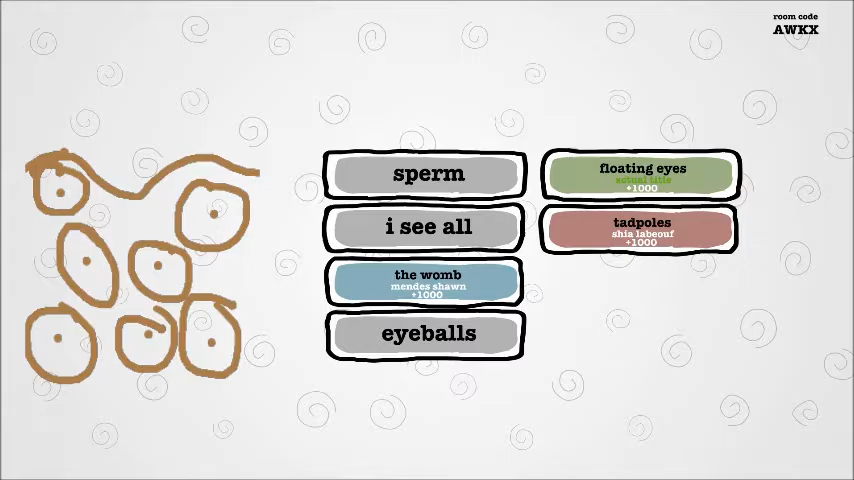 room code
AWKX
sperm
floating eyes
actual title
+1000
i see all
tadpoles
shia labeouf
+1000
the womb
mendes shawn
+1000
eyeballs